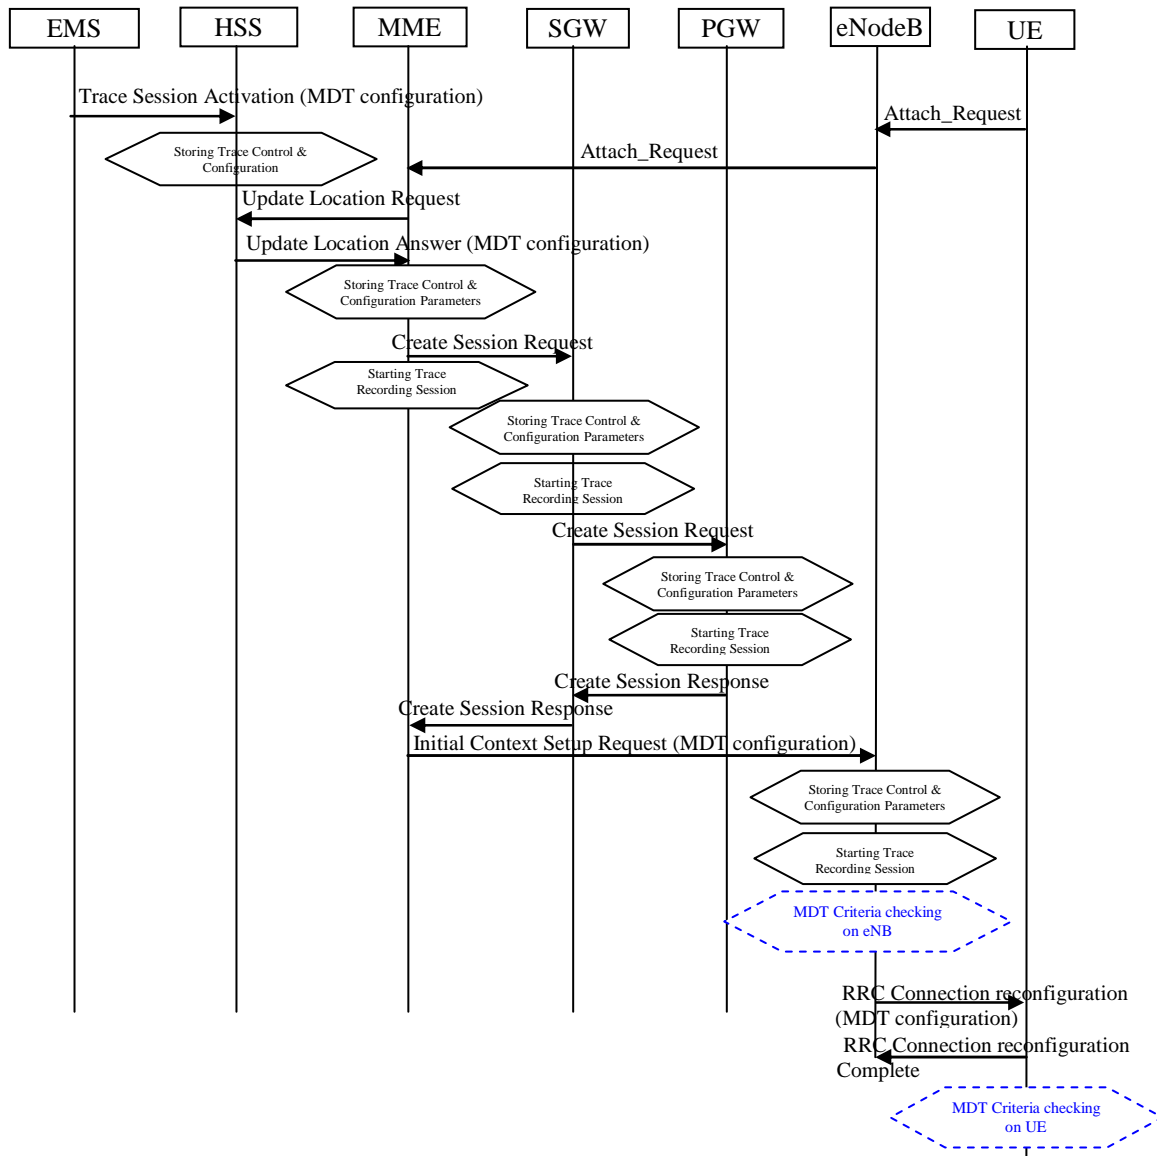 EMS
HSS
MME
SGW
PGW
eNodeB
UE
Trace Session Activation (MDT configuration)
Attach_Request
Storing Trace Control &
Configuration
Attach_Request
Update Location Request
Update Location Answer (MDT configuration)
Storing Trace Control &
Configuration Parameters
Create Session Request
Starting Trace
Recording Session
Storing Trace Control &
Configuration Parameters
Starting Trace
Recording Session
Create Session Request
Storing Trace Control &
Configuration Parameters
Starting Trace
Recording Session
Create Session Response
Create Session Response
Initial Context Setup Request (MDT configuration)
Storing Trace Control &
Configuration Parameters
Starting Trace
Recording Session
MDT Criteria checking
on eNB
RRC Connection reconfiguration
(MDT configuration)
RRC Connection reconfiguration
Complete
MDT Criteria checking
on UE